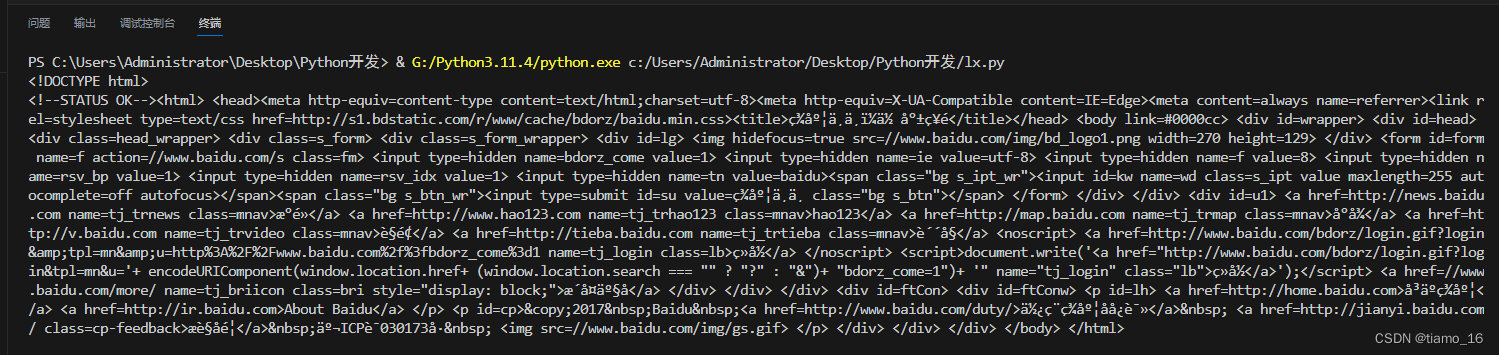 问题 输出 调试控制台 终端
PS C:\Users\Administrator\Desktop\Python开发> & G:/Python3.11.4/python.exe c:/Users/Administrator/Desktop/Python开发/lx.py
<!DOCTYPE html>
<!--STATUS OK--><html> <head><meta http-equiv=content-type content=text/html;charset=utf-8><meta http-equiv=X-UA-Compatible content=IE=Edge><meta content=always name=referrer><link r
el=stylesheet type=text/css href=http://s1.bdstatic.com/r/www/cache/bdorz/baidu.min.css><title>ç¾åº¦ä¸ä¸ï¼ä½ å°±ç¥é</title></head> <body link=#0000cc> <div id=wrapper> <div id=head>
<div class=head_wrapper> <div class=s_form> <div class=s_form_wrapper> <div id=lg> <img hidefocus=true src=//www.baidu.com/img/bd_logo1.png width=270 height=129> </div> <form id=form
name=f action=//www.baidu.com/s class=fm> <input type=hidden name=bdorz_come value=1> <input type=hidden name=ie value=utf-8> <input type=hidden name=f value=8> <input type=hidden n
ame=rsv_bp value=1> <input type=hidden name=rsv_idx value=1> <input type=hidden name=tn value=baidu><span class="bg s_ipt_wr"><input id=kw name=wd class=s_ipt value maxlength=255 aut
ocomplete=off autofocus></span><span class="bg s_btn_wr"><input type=submit id=su value=ç¾åº¦ä¸ä¸ class="bg s_btn"></span> </form> </div> </div> <div id=u1> <a href=http://news.baidu
.com name=tj_trnews class=mnav>æ°é»</a> <a href=http://www.hao123.com name=tj_trhao123 class=mnav>hao123</a> <a href=http://map.baidu.com name=tj_trmap class=mnav>å°å¾</a> <a href=ht
tp://v.baidu.com name=tj_trvideo class=mnav>è§é¢</a> <a href=http://tieba.baidu.com name=tj_trtieba class=mnav>è´´å§</a> <noscript> <a href=http://www.baidu.com/bdorz/login.gif?login
&amp;tpl=mn&amp;u=http%3A%2F%2Fwww.baidu.com%2f%3fbdorz_come%3d1 name=tj_login class=lb>ç»å½</a> </noscript> <script>document.write('<a href="http://www.baidu.com/bdorz/login.gif?log
in&tpl=mn&u='+ encodeURIComponent(window.location.href+ (window.location.search === "" ? "?" : "&")+ "bdorz_come=1")+ '" name="tj_login" class="lb">ç»å½</a>');</script> <a href=//www
.baidu.com/more/ name=tj_briicon class=bri style="display: block;">æ´å¤äº§å</a> </div> </div> </div> <div id=ftCon> <div id=ftConw> <p id=lh> <a href=http://home.baidu.com>å³äºç¾åº¦<
/a> <a href=http://ir.baidu.com>About Baidu</a> </p> <p id=cp>&copy;2017&nbsp;Baidu&nbsp;<a href=http://www.baidu.com/duty/>ä½¿ç¨ç¾åº¦åå¿è¯»</a>&nbsp; <a href=http://jianyi.baidu.com
/ class=cp-feedback>æè§åé¦</a>&nbsp;äº¬ICPè¯030173å·&nbsp; <img src=//www.baidu.com/img/gs.gif> </p> </div> </div> </div> </body> </html>
CSDN @tiamo_16